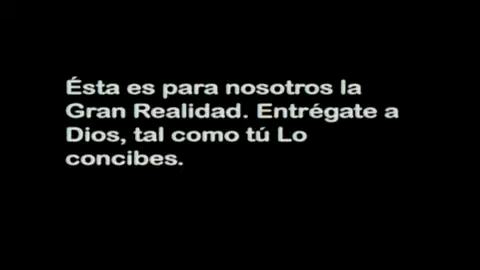 Ésta es para nosotros la
Gran Realidad. Entrégate a
Dios, tal como tú Lo
concibes.